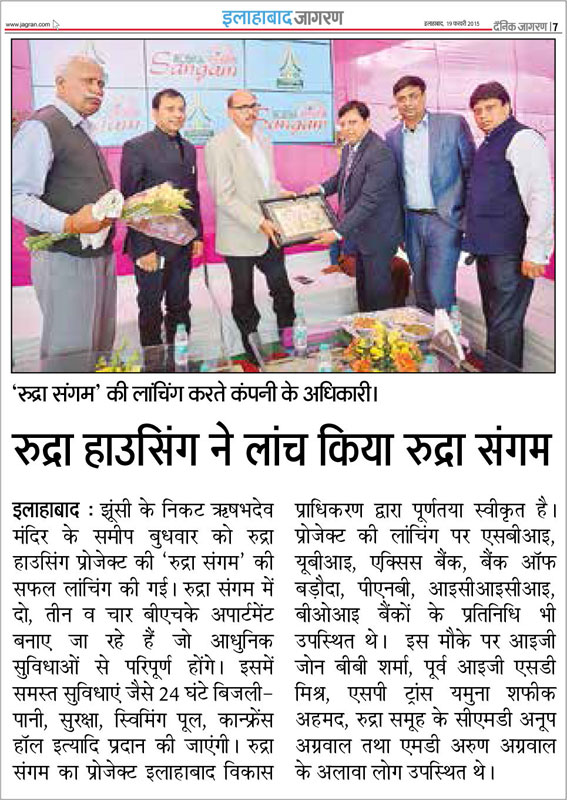 इलाहाबाद जागरण
www.jagran.com
इलाहाबाद, 19 फरवरी 2015
दैनिक जागरण | 7
Sangam
Sangam
'रुद्रा संगम' की लांचिंग करते कंपनी के अधिकारी।
रुद्रा हाउसिंग ने लांच किया रुद्रा संगम
इलाहाबाद : झूंसी के निकट ऋषभदेव
मंदिर के समीप बुधवार को रुद्रा
हाउसिंग प्रोजेक्ट की 'रुद्रा संगम' की
सफल लांचिंग की गई। रुद्रा संगम में
दो, तीन व चार बीएचके अपार्टमेंट
बनाए जा रहे हैं जो आधुनिक
सुविधाओं से परिपूर्ण होंगे। इसमें
समस्त सुविधाएं जैसे 24 घंटे बिजली-
पानी, सुरक्षा, स्विमिंग पूल, कान्फ्रेंस
हॉल इत्यादि प्रदान की जाएंगी। रुद्रा
संगम का प्रोजेक्ट इलाहाबाद विकास
प्राधिकरण द्वारा पूर्णतया स्वीकृत है।
प्रोजेक्ट की लांचिंग पर एसबीआइ,
यूबीआइ, एक्सिस बैंक, बैंक ऑफ
बड़ौदा, पीएनबी, आइसीआइसीआइ,
बीओआइ बैंकों के प्रतिनिधि भी
उपस्थित थे। इस मौके पर आइजी
जोन बीबी शर्मा, पूर्व आइजी एसडी
मिश्र, एसपी ट्रांस यमुना शफीक
अहमद, रुद्रा समूह के सीएमडी अनूप
अग्रवाल तथा एमडी अरुण अग्रवाल
के अलावा लोग उपस्थित थे।